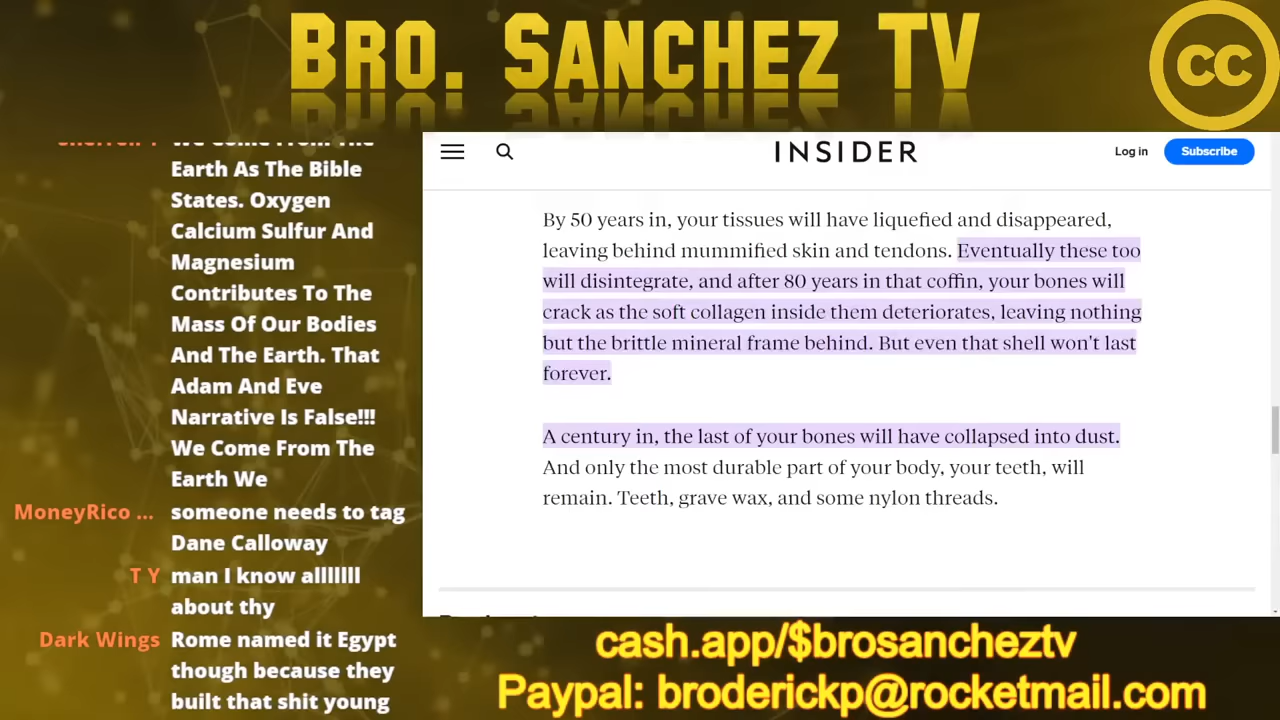 BRO. SANCHEZ TV
CC
We Come From The
Earth As The Bible
States. Oxygen
Calcium Sulfur And
Magnesium
Contributes To The
Mass Of Our Bodies
And The Earth. That
Adam And Eve
Narrative Is False!!!
We Come From The
Earth We
MoneyRico ... someone needs to tag
Dane Calloway
T Y man I know alllllll
about thy
Dark Wings Rome named it Egypt
though because they
built that shit young
INSIDER
Log in
Subscribe
By 50 years in, your tissues will have liquefied and disappeared,
leaving behind mummified skin and tendons. Eventually these too
will disintegrate, and after 80 years in that coffin, your bones will
crack as the soft collagen inside them deteriorates, leaving nothing
but the brittle mineral frame behind. But even that shell won't last
forever.
A century in, the last of your bones will have collapsed into dust.
And only the most durable part of your body, your teeth, will
remain. Teeth, grave wax, and some nylon threads.
cash.app/$brosancheztv
Paypal: broderickp@rocketmail.com